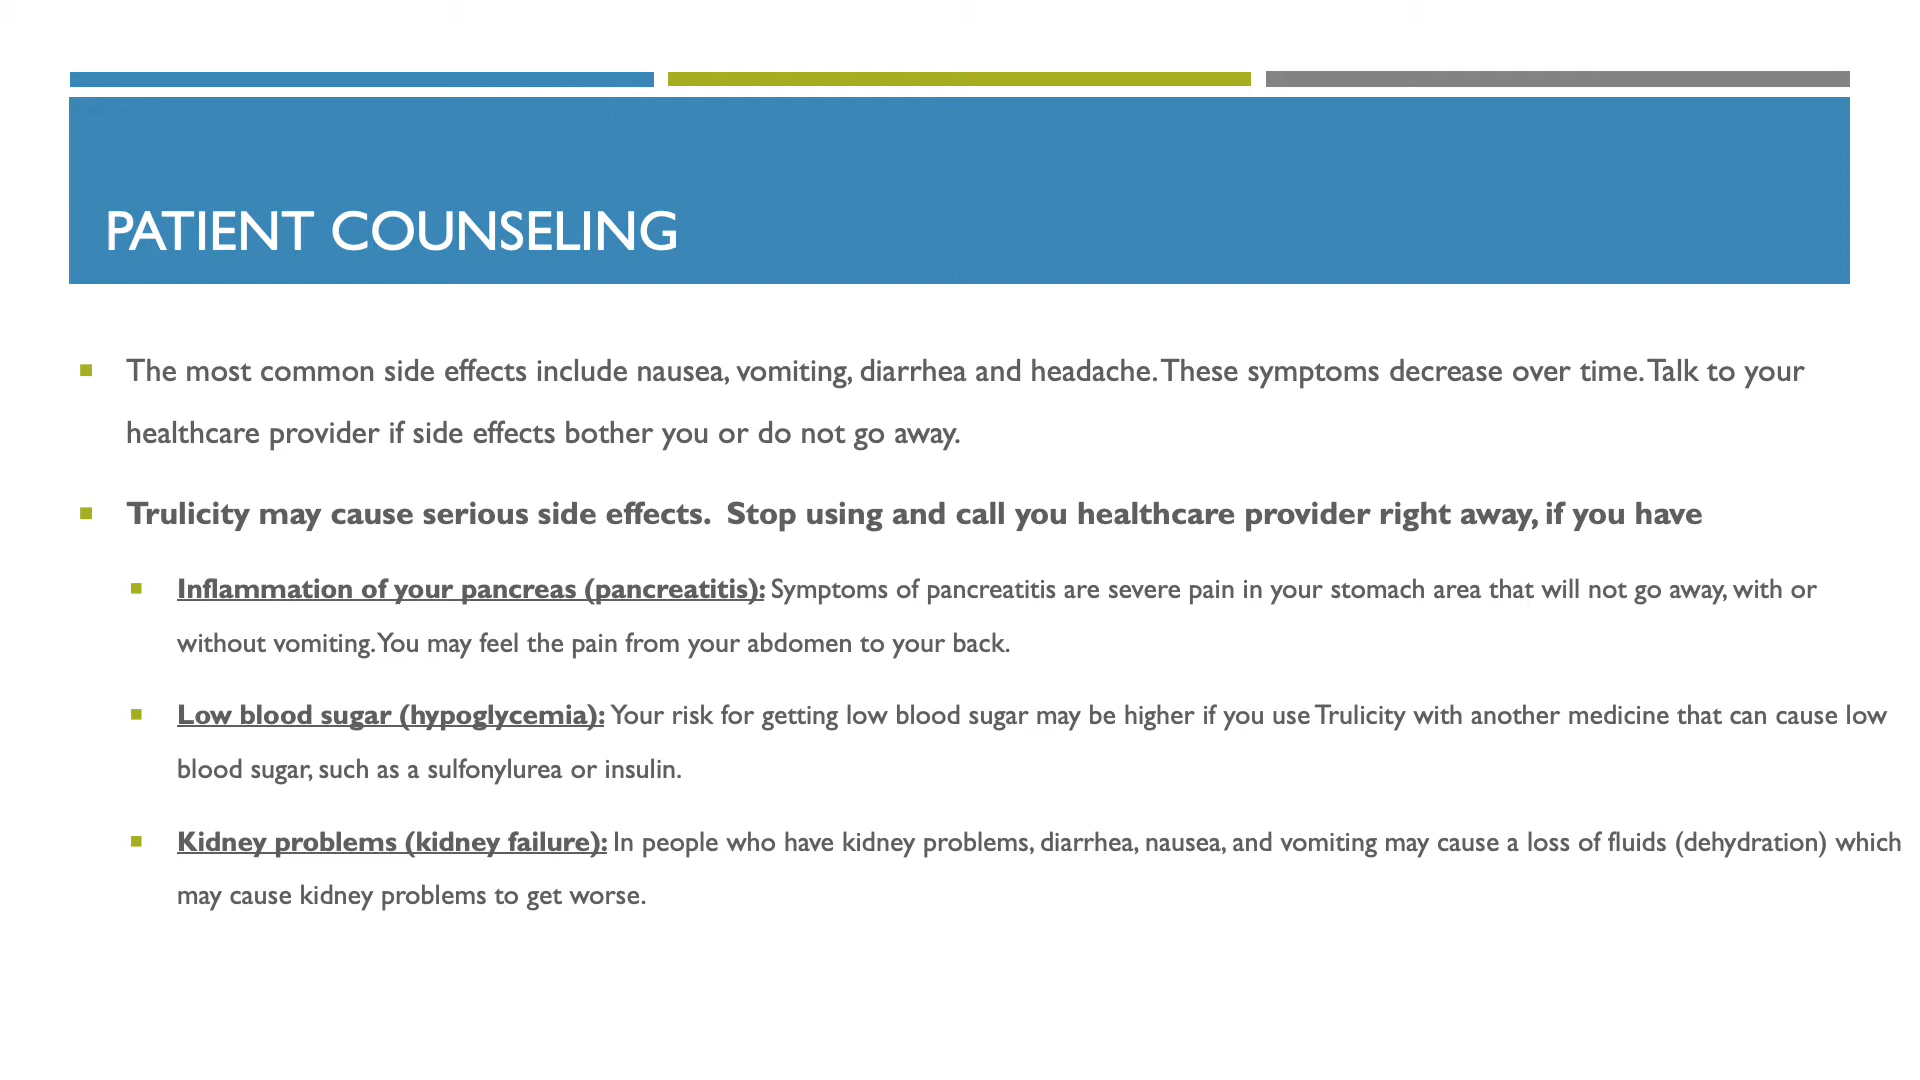 PATIENT COUNSELING
The most common side effects include nausea, vomiting, diarrhea and headache. These symptoms decrease over time. Talk to your
healthcare provider if side effects bother you or do not go away.
Trulicity may cause serious side effects.  Stop using and call you healthcare provider right away, if you have
Inflammation of your pancreas (pancreatitis): Symptoms of pancreatitis are severe pain in your stomach area that will not go away, with or
without vomiting. You may feel the pain from your abdomen to your back.
Low blood sugar (hypoglycemia): Your risk for getting low blood sugar may be higher if you use Trulicity with another medicine that can cause low
blood sugar, such as a sulfonylurea or insulin.
Kidney problems (kidney failure): In people who have kidney problems, diarrhea, nausea, and vomiting may cause a loss of fluids (dehydration) which
may cause kidney problems to get worse.